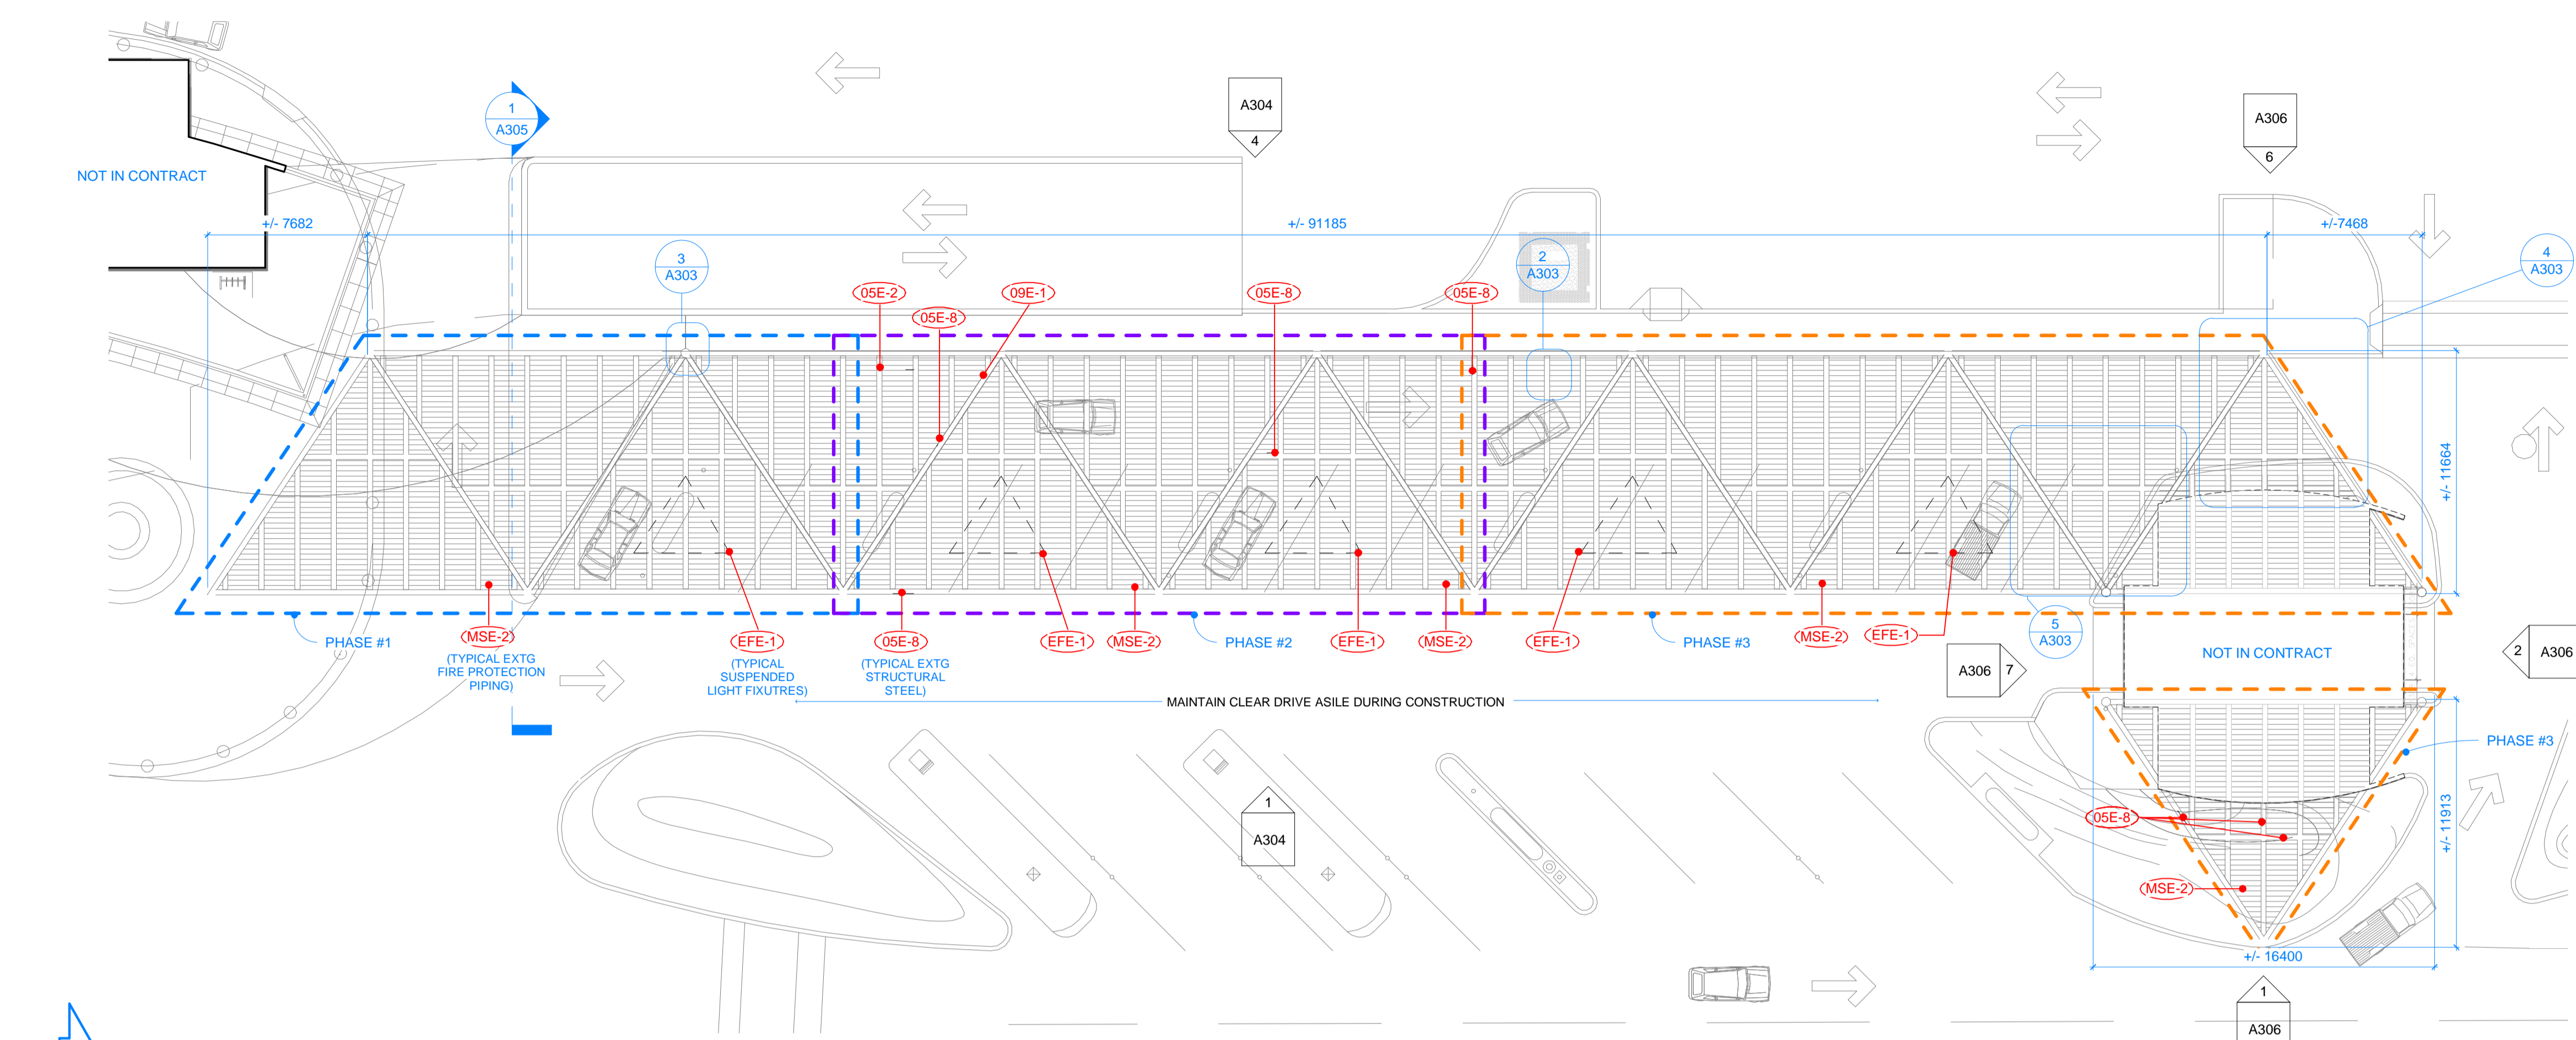 1
A305
A304
4
A306
6
NOT IN CONTRACT
+/- 7682
+/- 91185
+/-7468
3
A303
2
A303
4
A303
05E-2
09E-1
05E-8
05E-8
05E-8
+/- 11664
PHASE #1
MSE-2
(TYPICAL EXTG
FIRE PROTECTION
PIPING)
EFE-1
(TYPICAL
SUSPENDED
LIGHT FIXUTRES)
05E-8
(TYPICAL EXTG
STRUCTURAL
STEEL)
EFE-1
MSE-2
PHASE #2
EFE-1
MSE-2
EFE-1
PHASE #3
MSE-2
EFE-1
5
A303
A306
7
NOT IN CONTRACT
2
A306
MAINTAIN CLEAR DRIVE ASILE DURING CONSTRUCTION
PHASE #3
1
A304
05E-8
+/- 11913
MSE-2
+/- 16400
1
A306